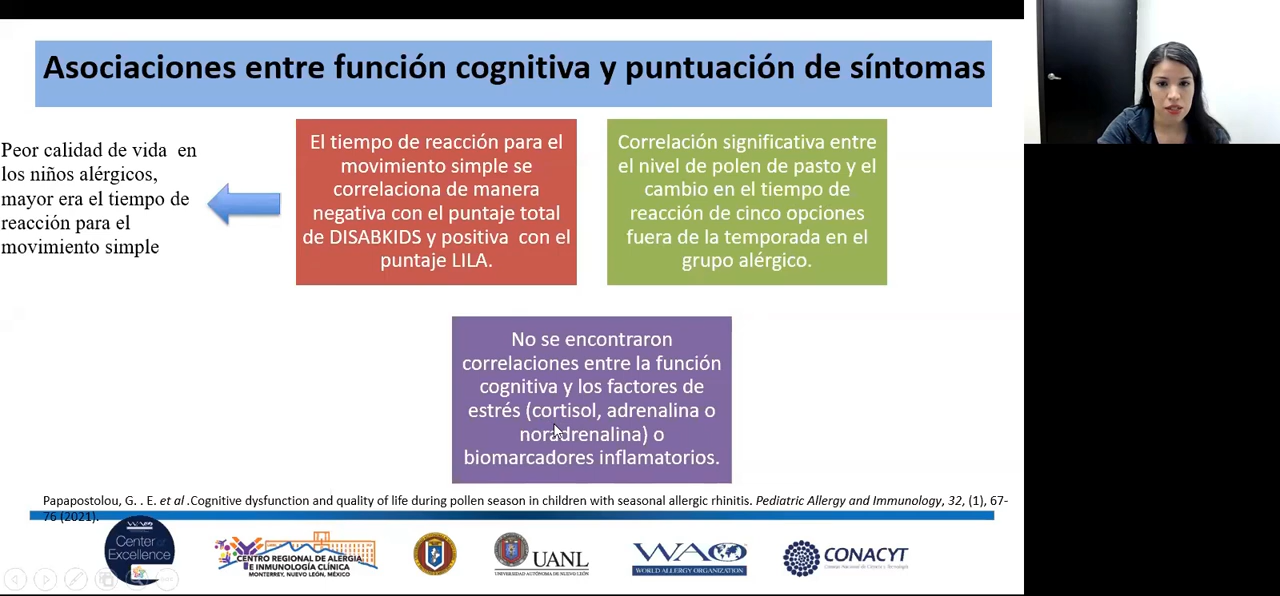 Asociaciones entre función cognitiva y puntuación de síntomas
Peor calidad de vida en
los niños alérgicos,
mayor era el tiempo de
reacción para el
movimiento simple
El tiempo de reacción para el
movimiento simple se
correlaciona de manera
negativa con el puntaje total
de DISABKIDS y positiva con el
puntaje LILA.
Correlación significativa entre
el nivel de polen de pasto y el
cambio en el tiempo de
reacción de cinco opciones
fuera de la temporada en el
grupo alérgico.
No se encontraron
correlaciones entre la función
cognitiva y los factores de
estrés (cortisol, adrenalina o
noradrenalina) o
biomarcadores inflamatorios.
Papapostolou, G. . E. et al .Cognitive dysfunction and quality of life during pollen season in children with seasonal allergic rhinitis. Pediatric Allergy and Immunology, 32, (1), 67-
76 (2021).
WAO
Center of
Excellence
CENTRO REGIONAL DE ALERGIA
E INMUNOLOGÍA CLÍNICA
MONTERREY, NUEVO LEÓN, MÉXICO
UANL
UNIVERSIDAD AUTÓNOMA DE NUEVO LEÓN
WAO
WORLD ALLERGY ORGANIZATION
CONACYT
Consejo Nacional de Ciencia y Tecnología